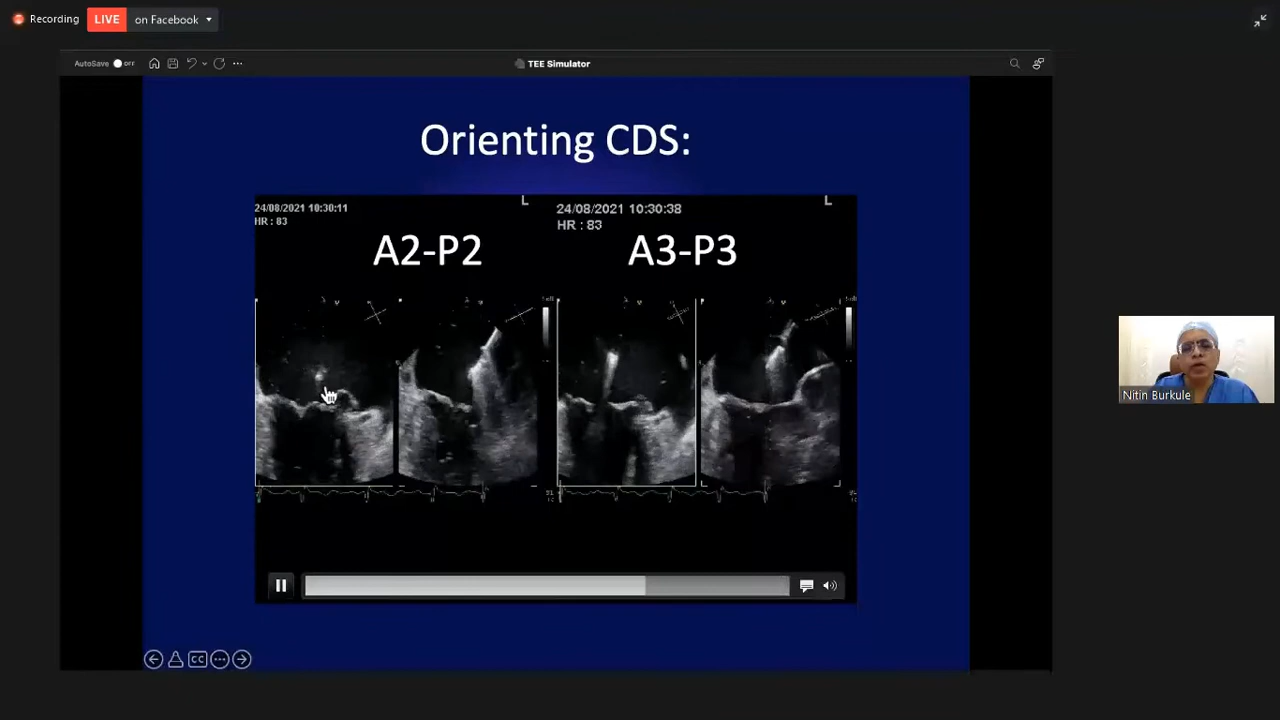 Recording
LIVE on Facebook
AutoSave OFF
TEE Simulator
Orienting CDS:
24/08/2021 10:30:11
HR : 83
L
24/08/2021 10:30:38
HR : 83
L
A2-P2
A3-P3
CC
Nitin Burkule